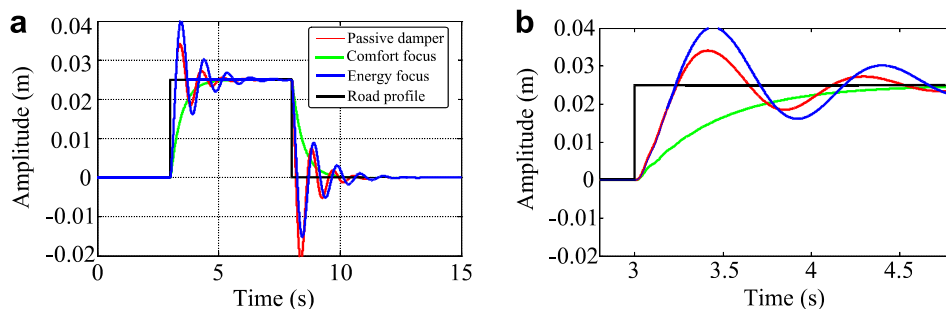 a
0.04
0.03
0.02
0.01
0
-0.01
-0.02
Amplitude (m)
0 5 10 15
Time (s)
Passive damper
Comfort focus
Energy focus
Road profile
b
0.04
0.03
0.02
0.01
0
-0.01
-0.02
Amplitude (m)
3 3.5 4 4.5
Time (s)